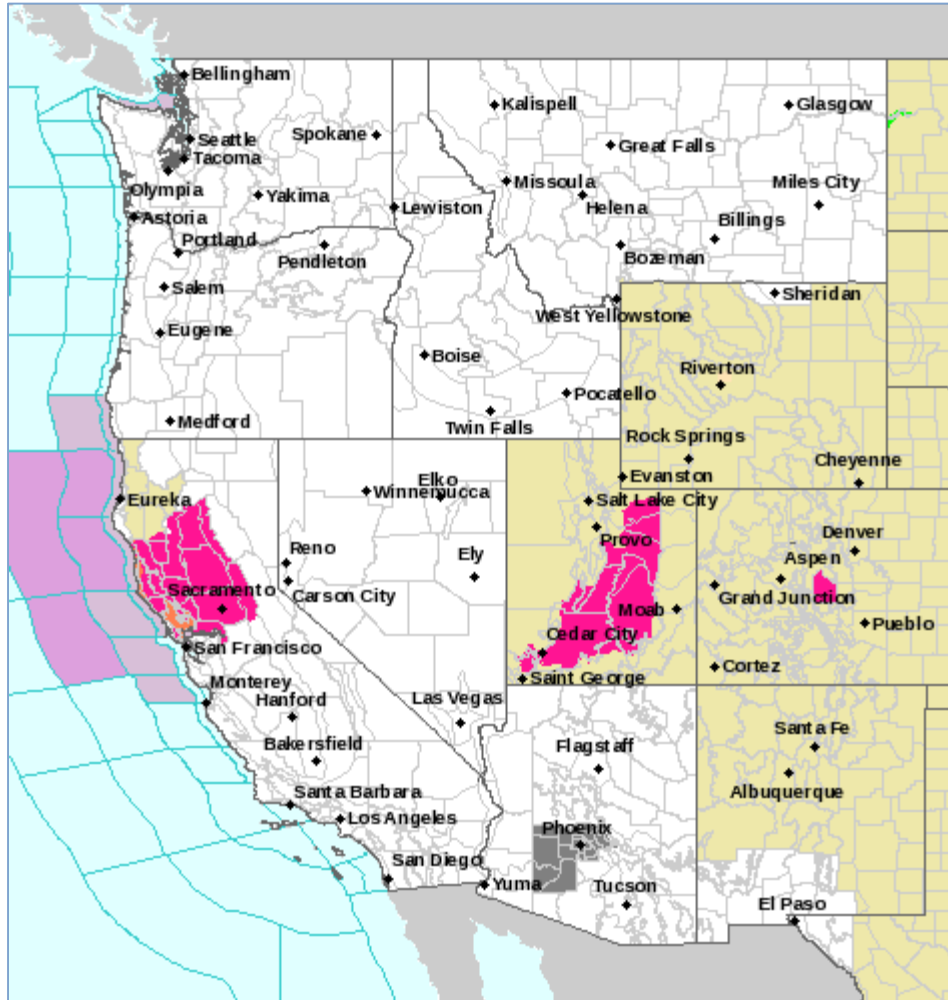 Bellingham
Kalispell
Glasgow
Seattle
Spokane
Great Falls
Tacoma
Missoula
Miles City
Olympia
Yakima
Helena
Lewiston
Astoria
Billings
Portland
Bozeman
Pendleton
Salem
Sheridan
West Yellowstone
Eugene
Boise
Riverton
Pocatello
Medford
Twin Falls
Rock Springs
Cheyenne
Evanston
Elko
Winnemucca
Eureka
Salt Lake City
Denver
Provo
Reno
Ely
Aspen
Sacramento
Carson City
Grand Junction
Moab
Pueblo
Cedar City
San Francisco
Cortez
Saint George
Monterey
Hanford
Las Vegas
Santa Fe
Bakersfield
Flagstaff
Albuquerque
Santa Barbara
Los Angeles
Phoenix
San Diego
Yuma
Tucson
El Paso